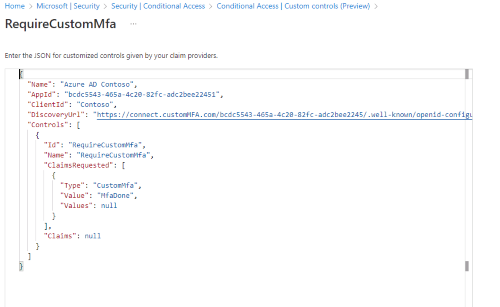 Home > Microsoft | Security > Security | Conditional Access > Conditional Access | Custom controls (Preview) >
RequireCustomMfa ...
Enter the JSON for customized controls given by your claim providers.
{
"Name": "Azure AD Contoso",
"AppId": "bcdc5543-465a-4c20-82fc-adc2bee22451",
"ClientId": "Contoso",
"DiscoveryUrl": "https://connect.customMFA.com/bcdc5543-465a-4c20-82fc-adc2bee2245/.well-known/openid-configu
"Controls": [
{
"Id": "RequireCustomMfa",
"Name": "RequireCustomMfa",
"ClaimsRequested": [
{
"Type": "CustomMfa",
"Value": "MfaDone",
"Values": null
}
],
"Claims": null
}
]
}